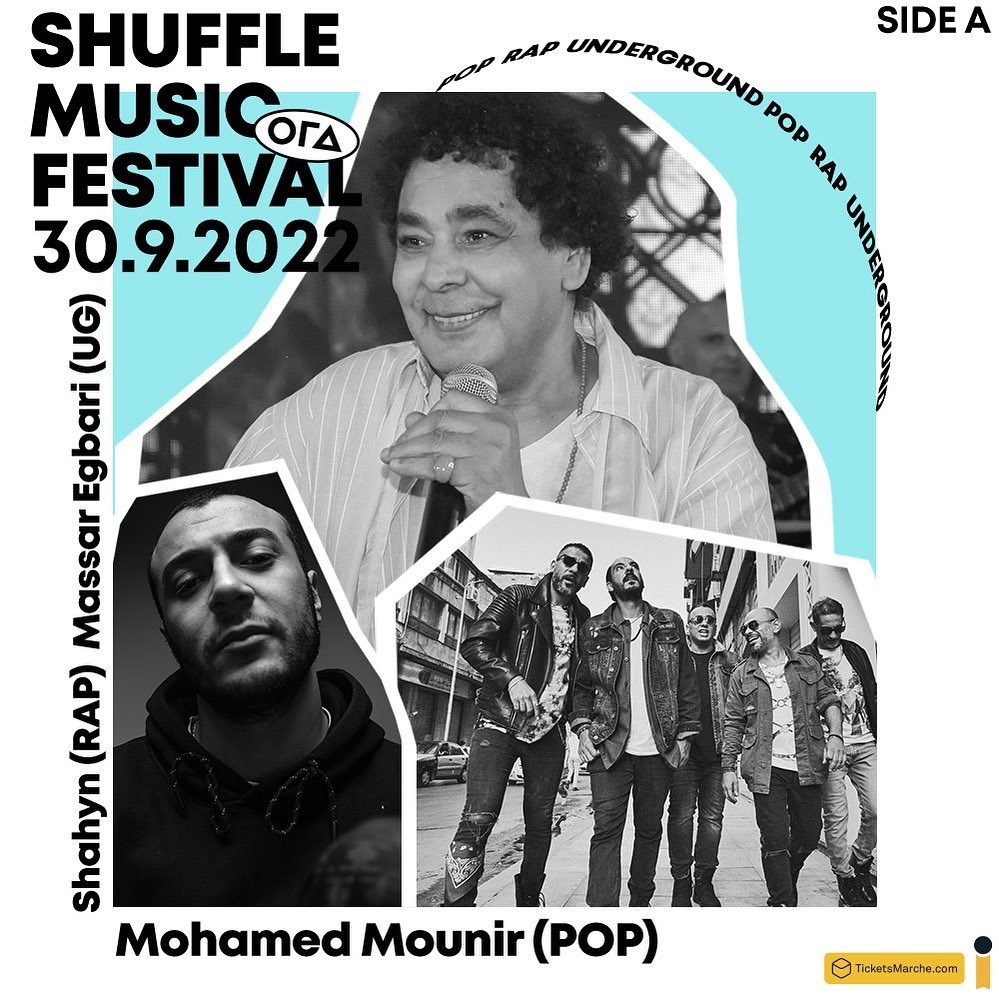 SHUFFLE
MUSIC
FESTIVAL
30.9.2022
ОГΔ
SIDE A
POP RAP UNDERGROUND POP RAP UNDERGROUND
Shahyn (RAP) Massar Egbari (UG)
Mohamed Mounir (POP)
TicketsMarche.com